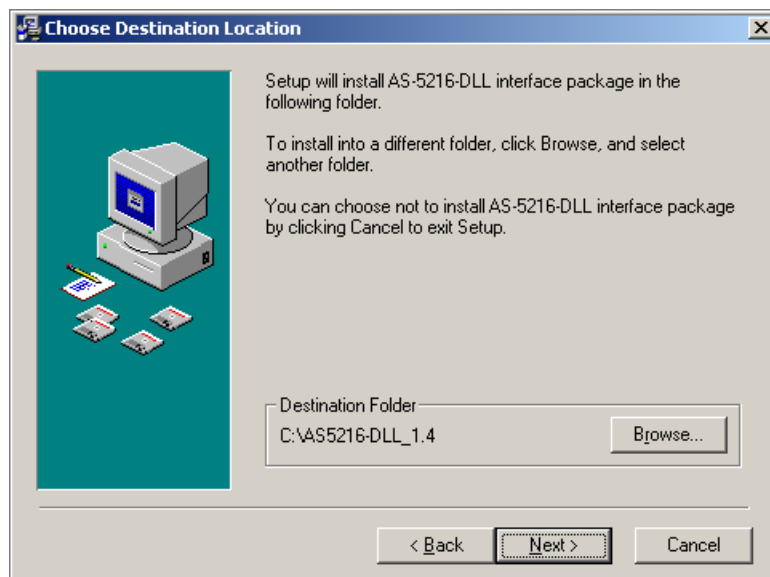 Choose Destination Location
Setup will install AS-5216-DLL interface package in the
following folder.
To install into a different folder, click Browse, and select
another folder.
You can choose not to install AS-5216-DLL interface package
by clicking Cancel to exit Setup.
Destination Folder
C:\AS5216-DLL_1.4
Browse...
< Back
Next >
Cancel